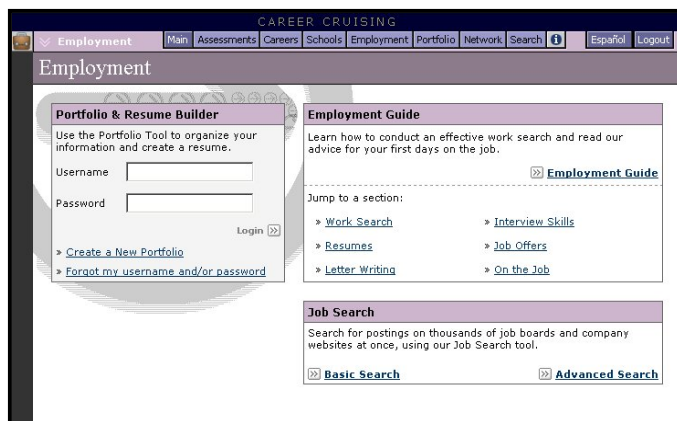 CAREER CRUISING
Employment
Main Assessments Careers Schools Employment Portfolio Network Search i Español Logout
Employment
Portfolio & Resume Builder
Use the Portfolio Tool to organize your
information and create a resume.
Username
Password
Login
» Create a New Portfolio
» Forgot my username and/or password
Employment Guide
Learn how to conduct an effective work search and read our
advice for your first days on the job.
» Employment Guide
Jump to a section:
» Work Search
» Interview Skills
» Resumes
» Job Offers
» Letter Writing
» On the Job
Job Search
Search for postings on thousands of job boards and company
websites at once, using our Job Search tool.
» Basic Search
» Advanced Search